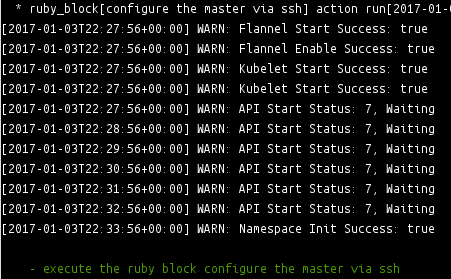 * ruby_block[configure the master via ssh] action run[2017-01-
[2017-01-03T22:27:56+00:00] WARN: Flannel Start Success: true
[2017-01-03T22:27:56+00:00] WARN: Flannel Enable Success: true
[2017-01-03T22:27:56+00:00] WARN: Kubelet Start Success: true
[2017-01-03T22:27:56+00:00] WARN: Kubelet Start Success: true
[2017-01-03T22:27:56+00:00] WARN: API Start Status: 7, Waiting
[2017-01-03T22:28:56+00:00] WARN: API Start Status: 7, Waiting
[2017-01-03T22:29:56+00:00] WARN: API Start Status: 7, Waiting
[2017-01-03T22:30:56+00:00] WARN: API Start Status: 7, Waiting
[2017-01-03T22:31:56+00:00] WARN: API Start Status: 7, Waiting
[2017-01-03T22:32:56+00:00] WARN: API Start Status: 7, Waiting
[2017-01-03T22:33:56+00:00] WARN: Namespace Init Success: true
- execute the ruby block configure the master via ssh